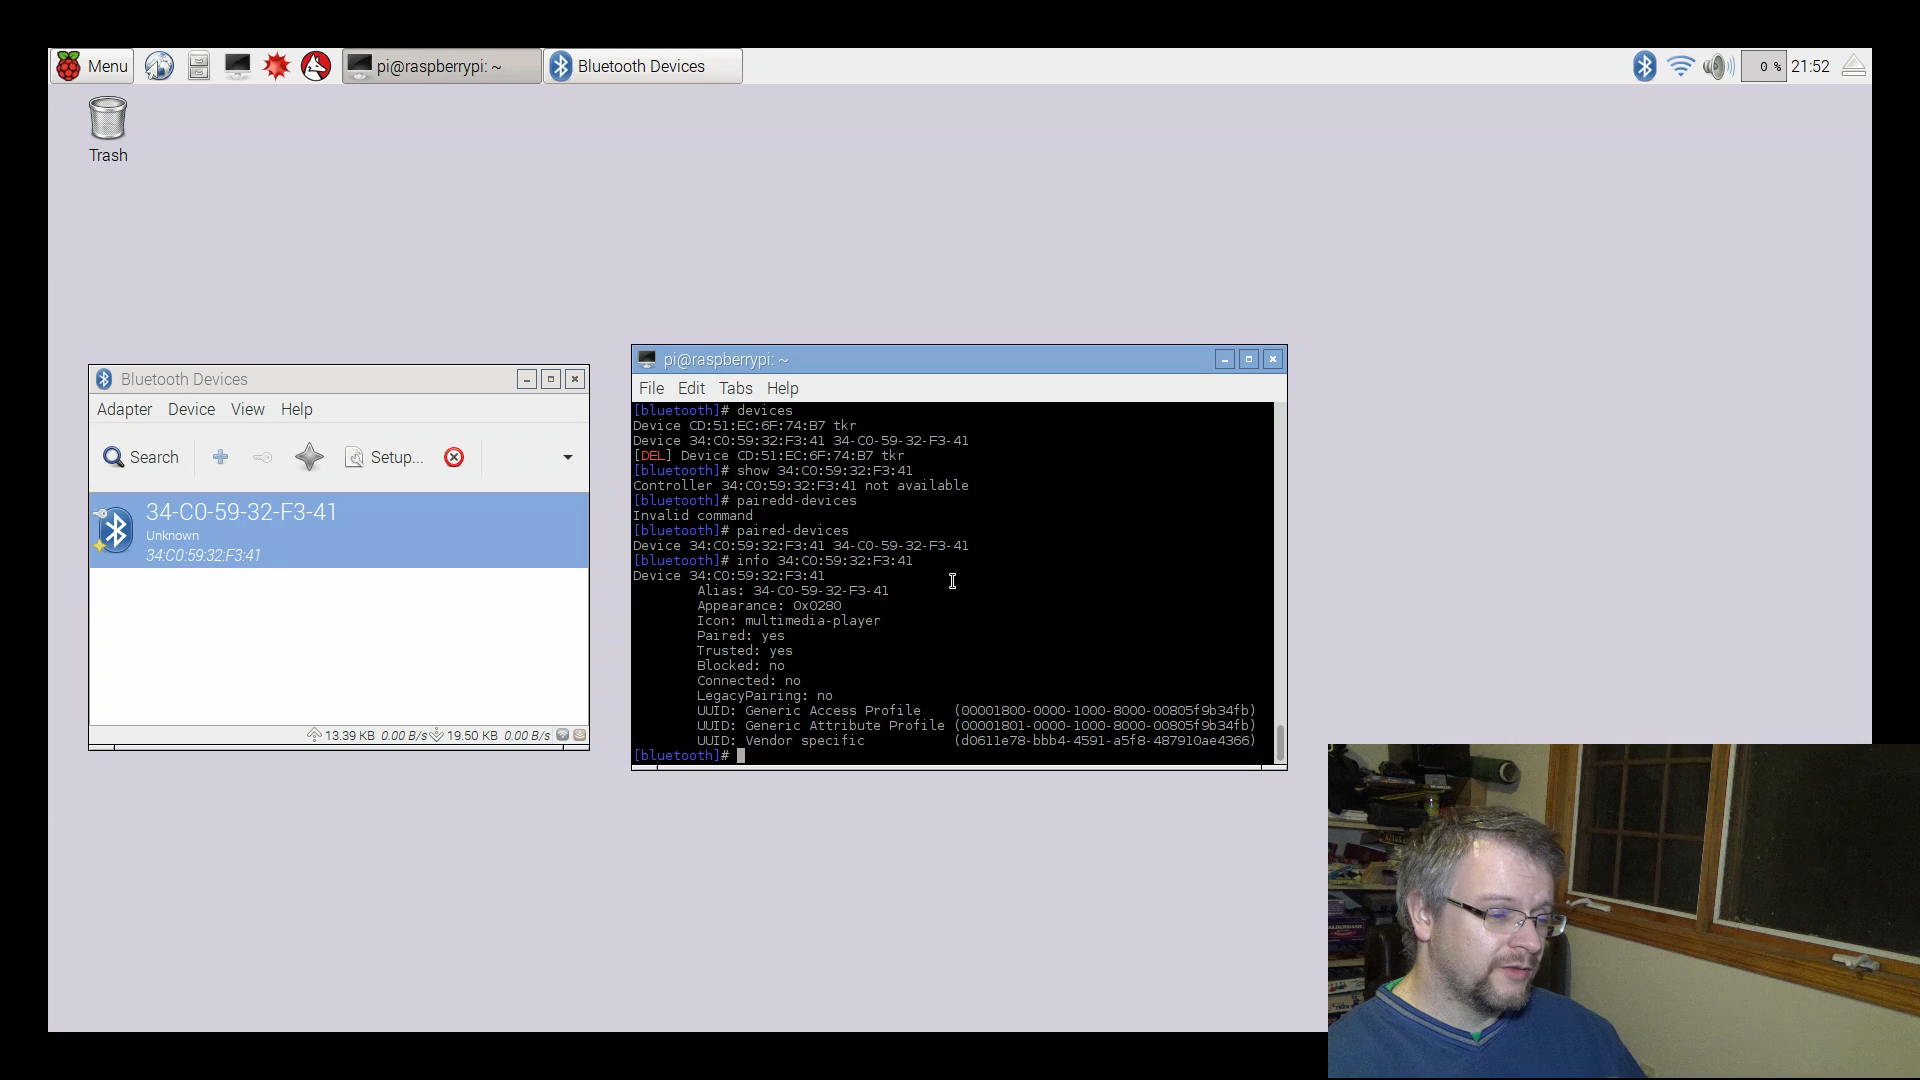 Menu
pi@raspberrypi: ~
Bluetooth Devices
0 %
21:52
Trash
Bluetooth Devices
Adapter Device View Help
Search
Setup...
34-C0-59-32-F3-41
Unknown
34:C0:59:32:F3:41
13.39 KB 0.00 B/s 19.50 KB 0.00 B/s
pi@raspberrypi: ~
File Edit Tabs Help
[bluetooth]# devices
Device CD:51:EC:6F:74:B7 tkr
Device 34:C0:59:32:F3:41 34-C0-59-32-F3-41
[DEL] Device CD:51:EC:6F:74:B7 tkr
[bluetooth]# show 34:C0:59:32:F3:41
Controller 34:C0:59:32:F3:41 not available
[bluetooth]# pairedd-devices
Invalid command
[bluetooth]# paired-devices
Device 34:C0:59:32:F3:41 34-C0-59-32-F3-41
[bluetooth]# info 34:C0:59:32:F3:41
Device 34:C0:59:32:F3:41
Alias: 34-C0-59-32-F3-41
Appearance: 0x0280
Icon: multimedia-player
Paired: yes
Trusted: yes
Blocked: no
Connected: no
LegacyPairing: no
UUID: Generic Access Profile (00001800-0000-1000-8000-00805f9b34fb)
UUID: Generic Attribute Profile (00001801-0000-1000-8000-00805f9b34fb)
UUID: Vendor specific (d0611e78-bbb4-4591-a5f8-487910ae4366)
[bluetooth]#